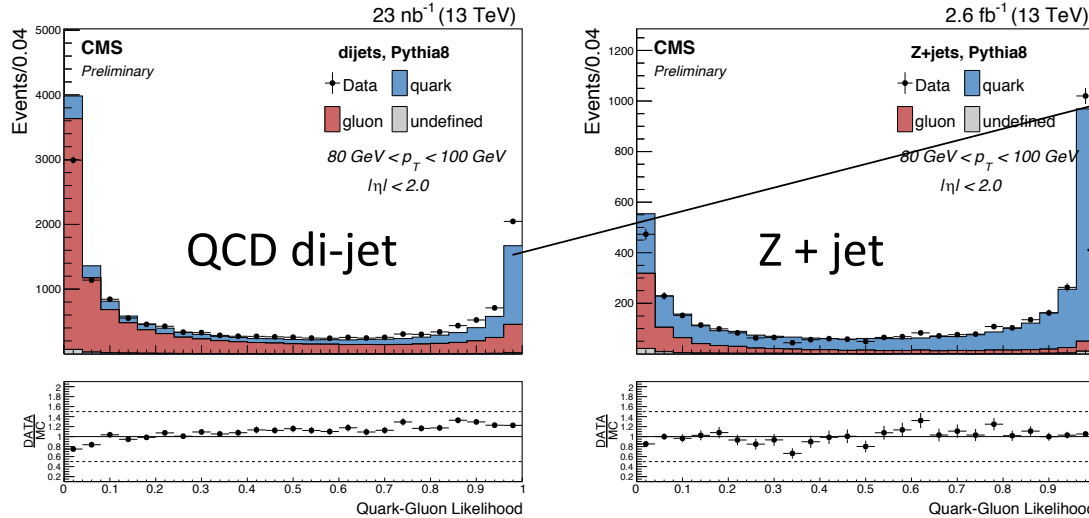 23 nb⁻¹ (13 TeV)
Events/0.04
5000
4000
3000
2000
1000
CMS
Preliminary
dijets, Pythia8
Data
quark
gluon
undefined
80 GeV < p_T < 100 GeV
|η| < 2.0
QCD di-jet
DATA
MC
2
1.8
1.6
1.4
1.2
1
0.8
0.6
0.4
0.2
0 0.1 0.2 0.3 0.4 0.5 0.6 0.7 0.8 0.9 1
Quark-Gluon Likelihood
2.6 fb⁻¹ (13 TeV)
Events/0.04
1200
1000
800
600
400
200
CMS
Preliminary
Z+jets, Pythia8
Data
quark
gluon
undefined
80 GeV < p_T < 100 GeV
|η| < 2.0
Z + jet
DATA
MC
2
1.8
1.6
1.4
1.2
1
0.8
0.6
0.4
0.2
0 0.1 0.2 0.3 0.4 0.5 0.6 0.7 0.8 0.9
Quark-Gluon Likelihood